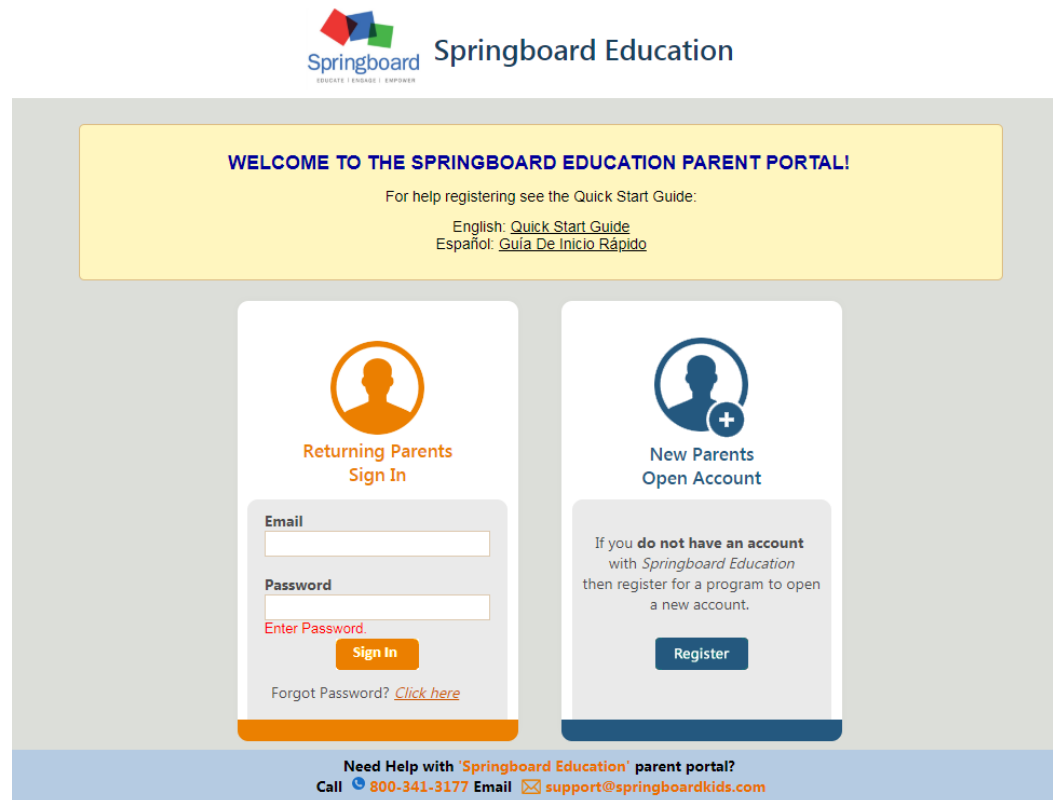 Springboard
EDUCATE | ENGAGE | EMPOWER
Springboard Education
WELCOME TO THE SPRINGBOARD EDUCATION PARENT PORTAL!
For help registering see the Quick Start Guide:
English: Quick Start Guide
Español: Guía De Inicio Rápido
Returning Parents
Sign In
Email
Password
Enter Password.
Sign In
Forgot Password? Click here
New Parents
Open Account
If you do not have an account
with Springboard Education
then register for a program to open
a new account.
Register
Need Help with 'Springboard Education' parent portal?
Call 800-341-3177 Email support@springboardkids.com